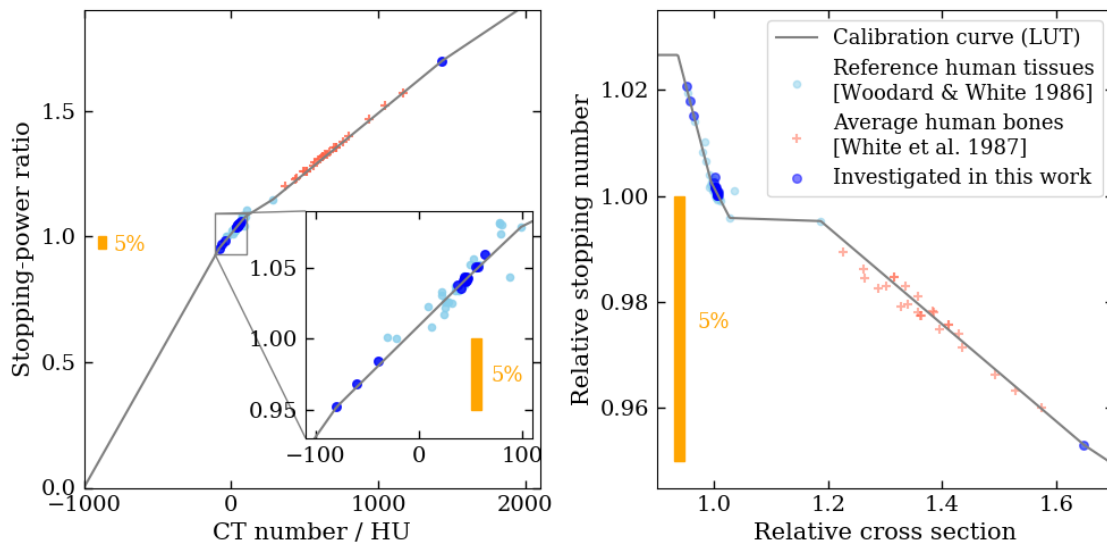 Stoppping-power ratio
1.5
1.0
0.5
0.0
5%
1.05
1.00
0.95
5%
−100
0
100
−1000
0
1000
2000
CT number / HU
Relative stopping number
1.02
1.00
0.98
0.96
5%
Calibration curve (LUT)
Reference human tissues
[Woodard & White 1986]
Average human bones
[White et al. 1987]
Investigated in this work
1.0
1.2
1.4
1.6
Relative cross section